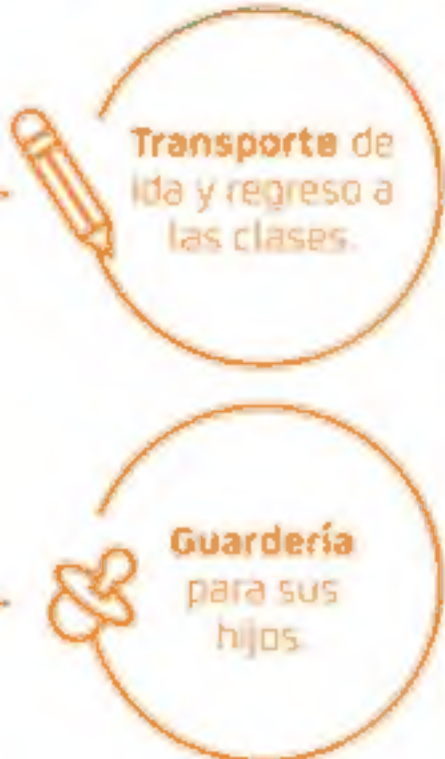 Transporte de
ida y regreso a
las clases.
Guardería
para sus
hijos.